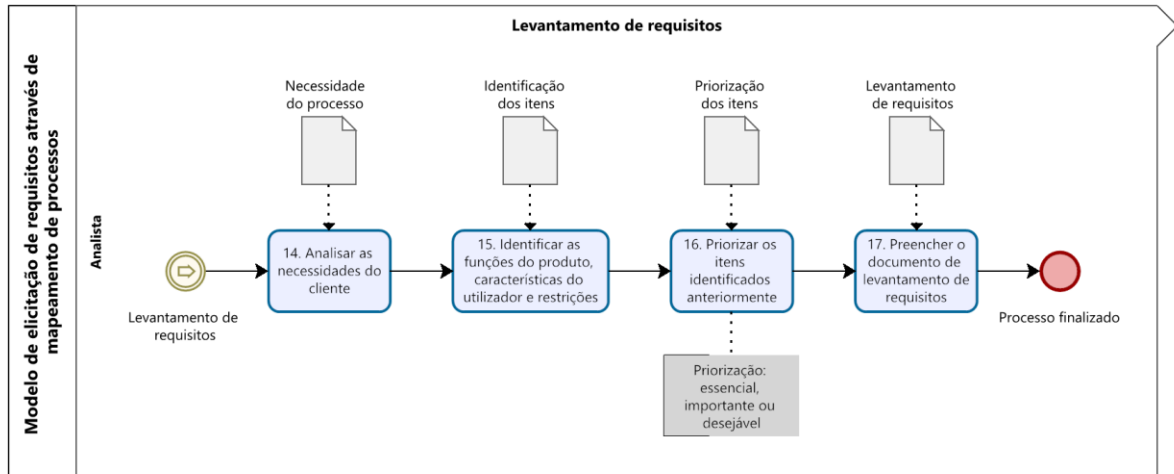 Modelo de elicitação de requisitos através de
mapeamento de processos
Levantamento de requisitos
Analista
Necessidade
do processo
Identificação
dos itens
Priorização
dos itens
Levantamento
de requisitos
Levantamento de
requisitos
14. Analisar as
necessidades do
cliente
15. Identificar as
funções do produto,
características do
utilizador e restrições
16. Priorizar os
itens
identificados
anteriormente
17. Preencher o
documento de
levantamento de
requisitos
Processo finalizado
Priorização:
essencial,
importante ou
desejável